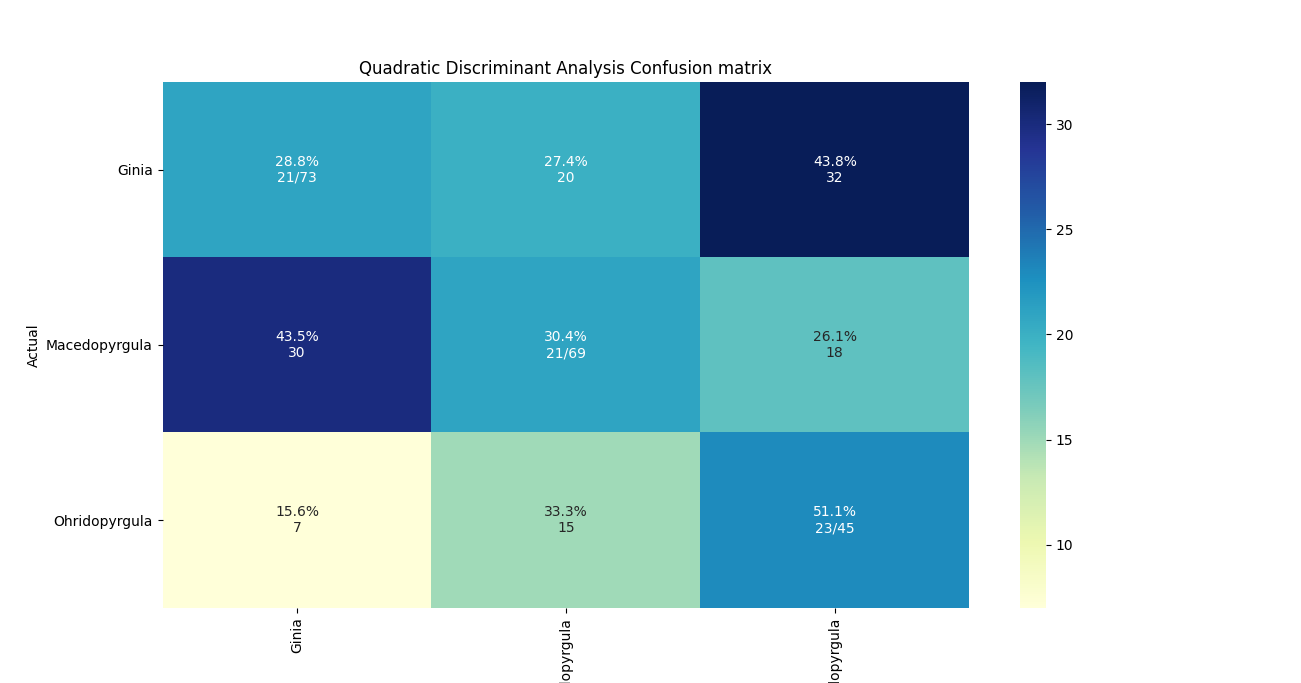 Quadratic Discriminant Analysis Confusion matrix
Actual
Ginia
28.8%
21/73
27.4%
20
43.8%
32
Macedopyrgula
43.5%
30
30.4%
21/69
26.1%
18
Ohridopyrgula
15.6%
7
33.3%
15
51.1%
23/45
Ginia
dopyrgula
dopyrgula
30
25
20
15
10